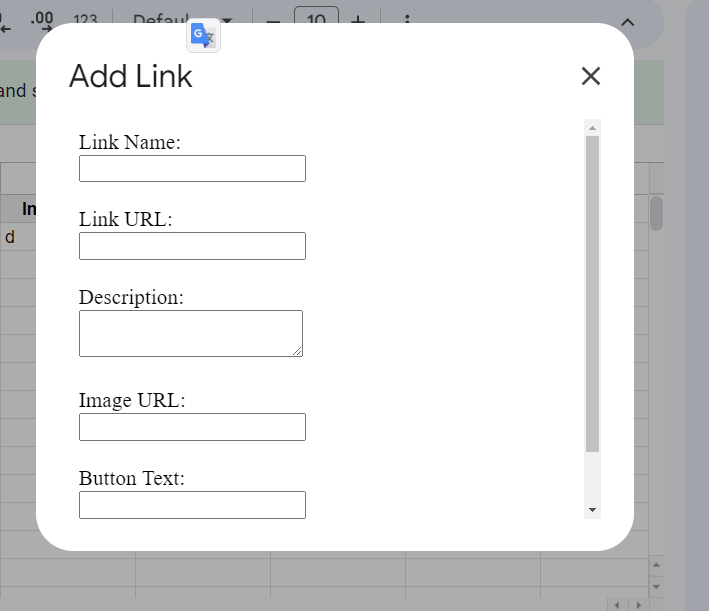 .00 123 Defaul 10
Add Link
and s
Link Name:
In
Link URL:
d
Description:
Image URL:
Button Text: